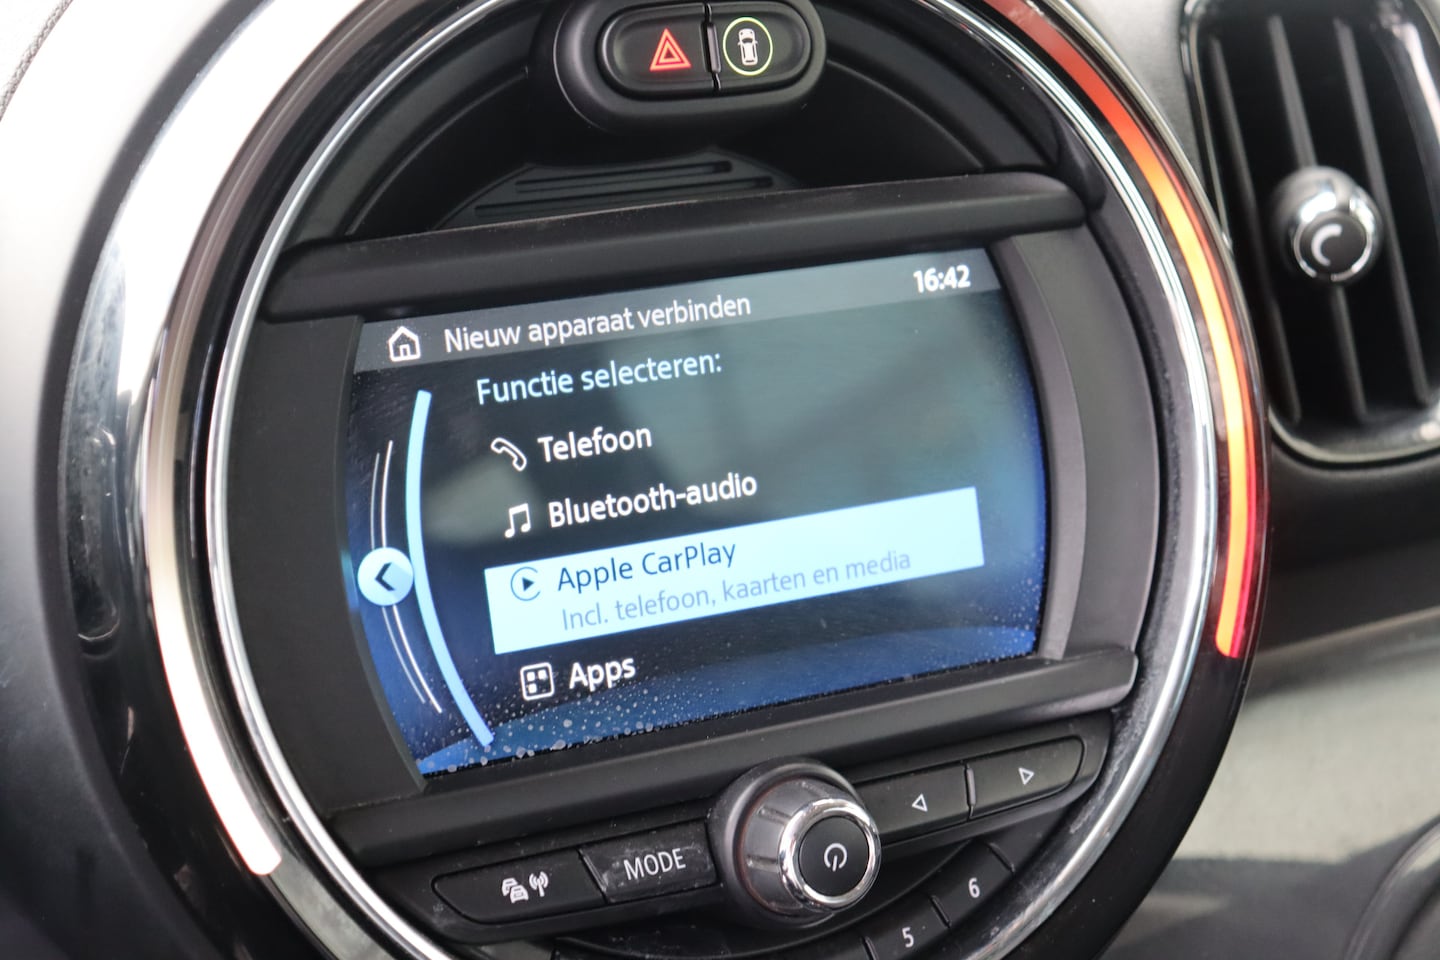 16:42
Nieuw apparaat verbinden
Functie selecteren:
Telefoon
Bluetooth-audio
Apple CarPlay
Incl. telefoon, kaarten en media
Apps
MODE
5
6